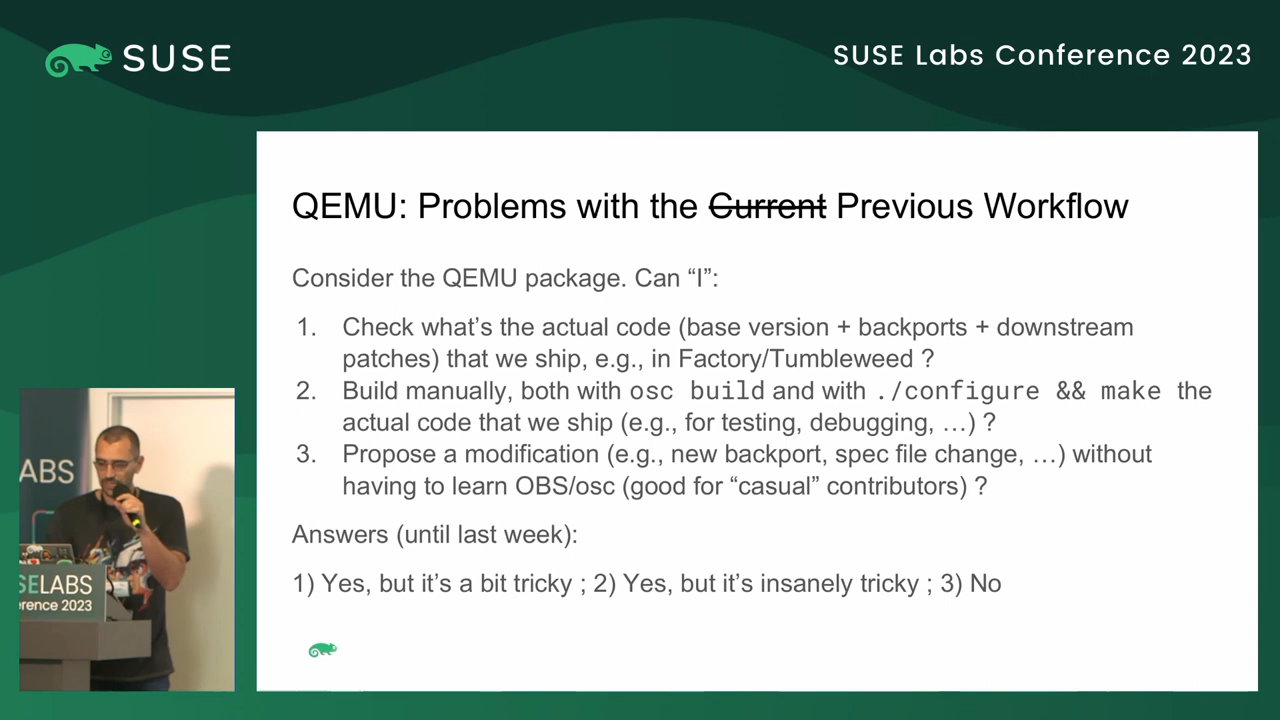 SUSE
SUSE Labs Conference 2023
QEMU: Problems with the Current Previous Workflow
Consider the QEMU package. Can “I”:
1. Check what’s the actual code (base version + backports + downstream
patches) that we ship, e.g., in Factory/Tumbleweed ?
2. Build manually, both with osc build and with ./configure && make the
actual code that we ship (e.g., for testing, debugging, …) ?
3. Propose a modification (e.g., new backport, spec file change, …) without
having to learn OBS/osc (good for “casual” contributors) ?
Answers (until last week):
1) Yes, but it’s a bit tricky ; 2) Yes, but it’s insanely tricky ; 3) No
ABS
SELABS
erence 2023